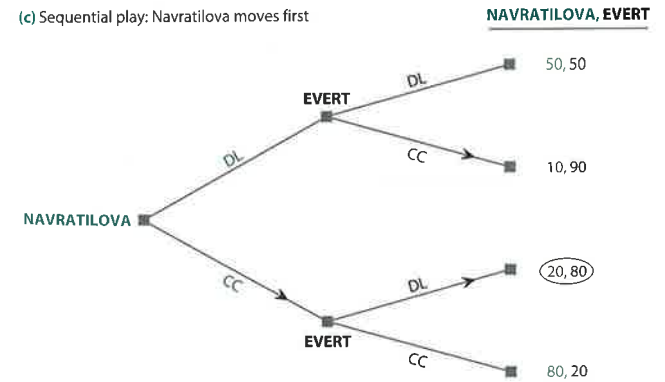 (c) Sequential play: Navratilova moves first
NAVRATILOVA, EVERT
DL
50, 50
EVERT
DL
CC
10, 90
NAVRATILOVA
CC
DL
20, 80
EVERT
CC
80, 20